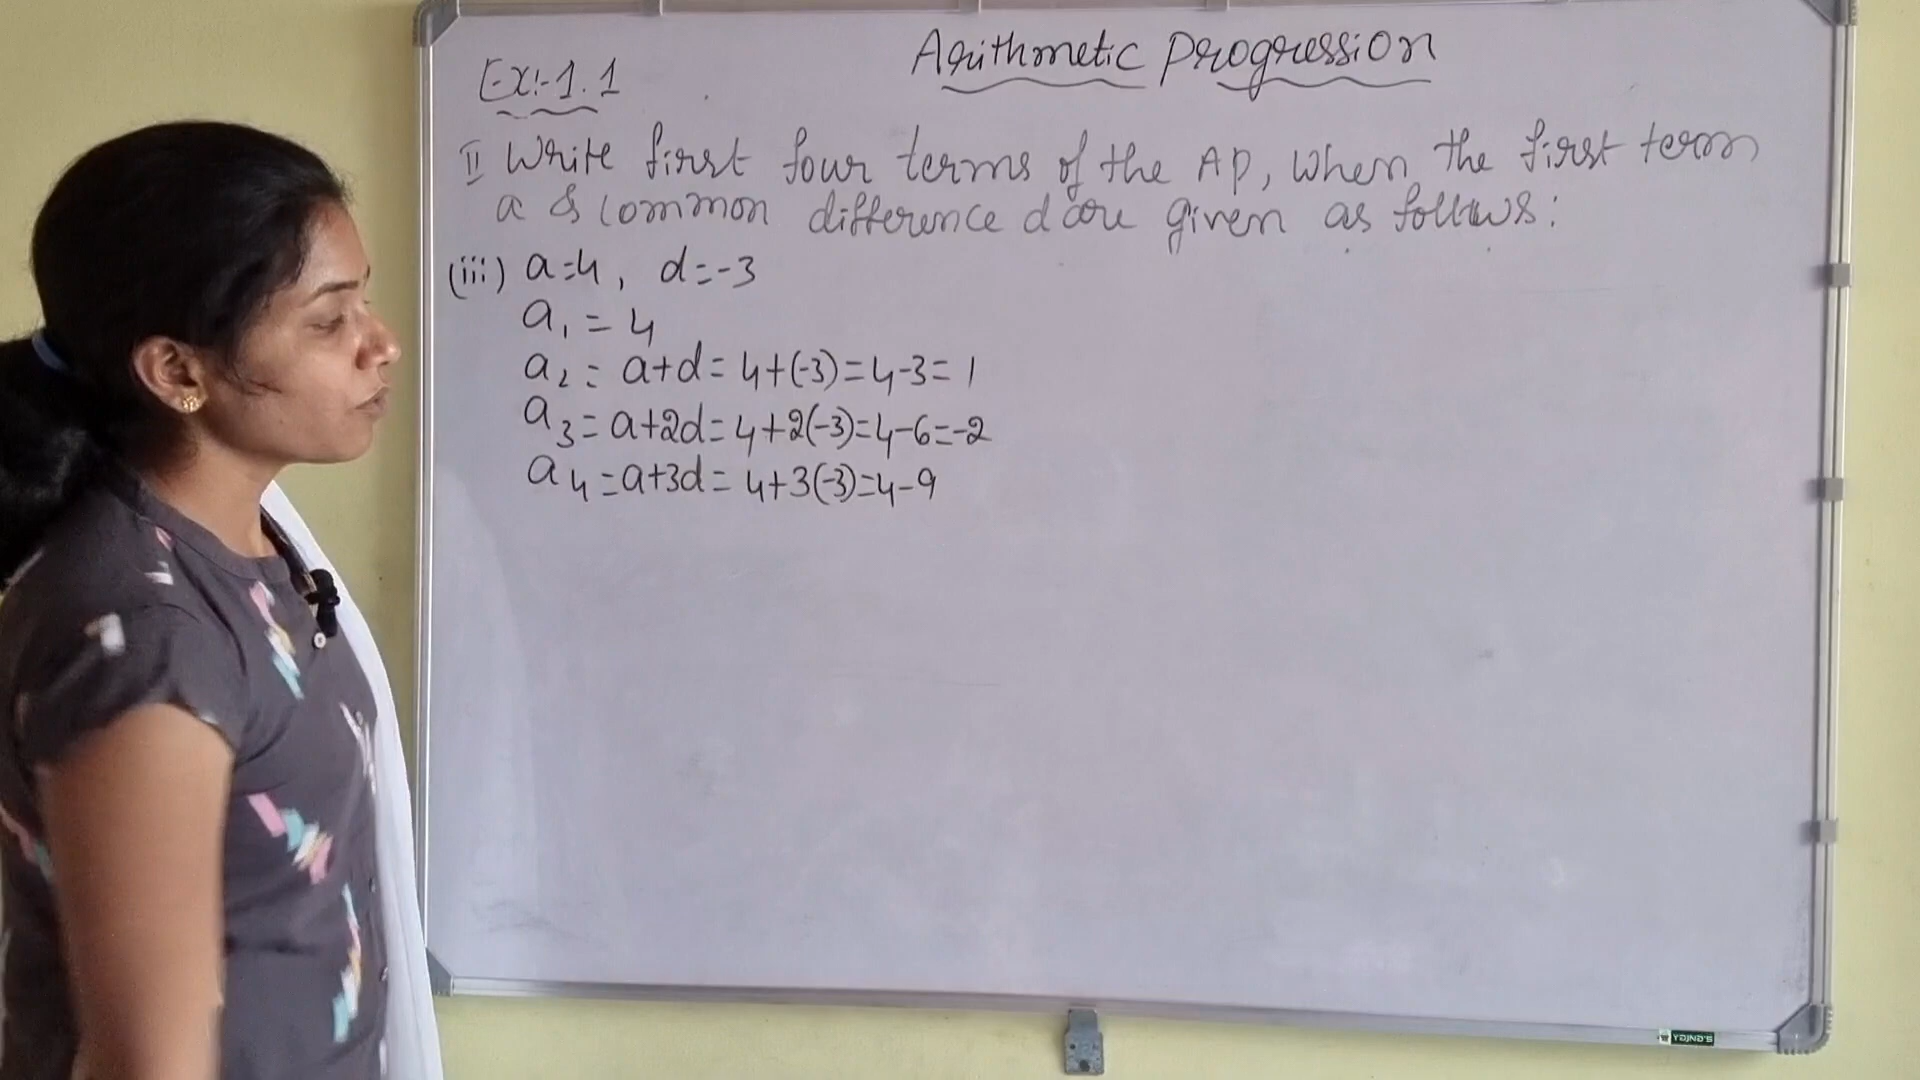 Arithmetic Progression
Ex:-1.1
II Write first four terms of the AP, When the first term
a & common difference d are given as follows:
(iii) a=4, d=-3
a₁ = 4
a₂ = a+d = 4+(-3)=4-3= 1
a₃ = a+2d= 4+2(-3)=4-6=-2
a₄ =a+3d= 4+3(-3)=4-9
YAJNA'S